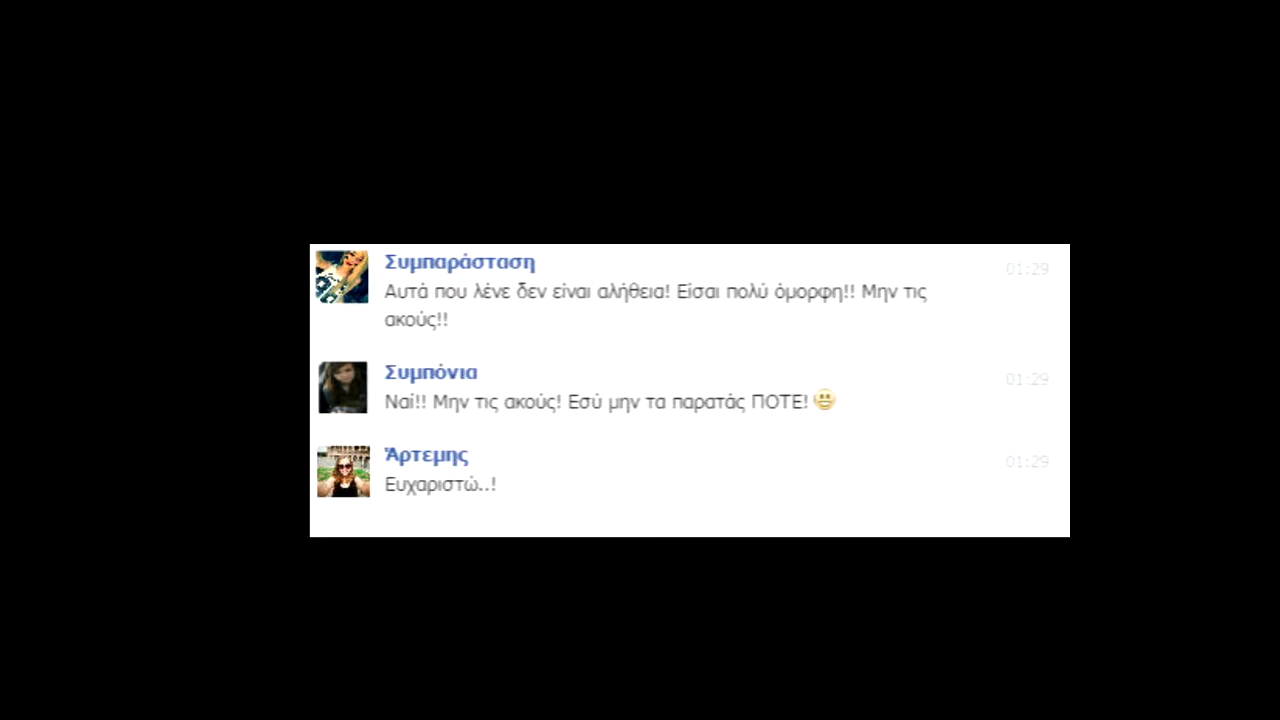 Συμπαράσταση
01:29
Αυτά που λένε δεν είναι αλήθεια! Είσαι πολύ όμορφη!! Μην τις
ακούς!!
Συμπόνια
01:29
Ναί!! Μην τις ακούς! Εσύ μην τα παρατάς ΠΟΤΕ!
Άρτεμης
01:29
Ευχαριστώ..!